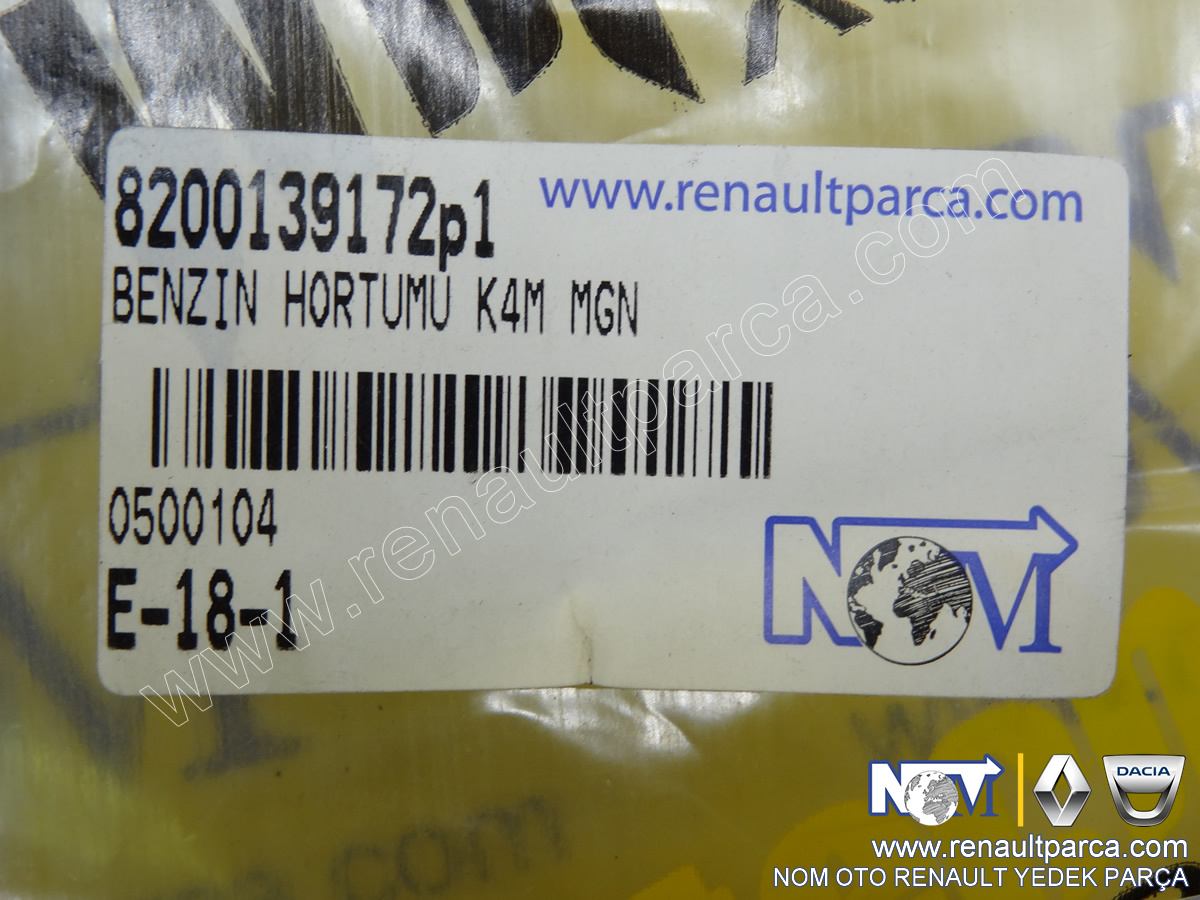 8200139172p1
www.renaultparca.com
BENZIN HORTUMU K4M MGN
0500104
E-18-1
NOM
www.renaultparca.com
NOM
DACIA
www.renaultparca.com
NOM OTO RENAULT YEDEK PARÇA